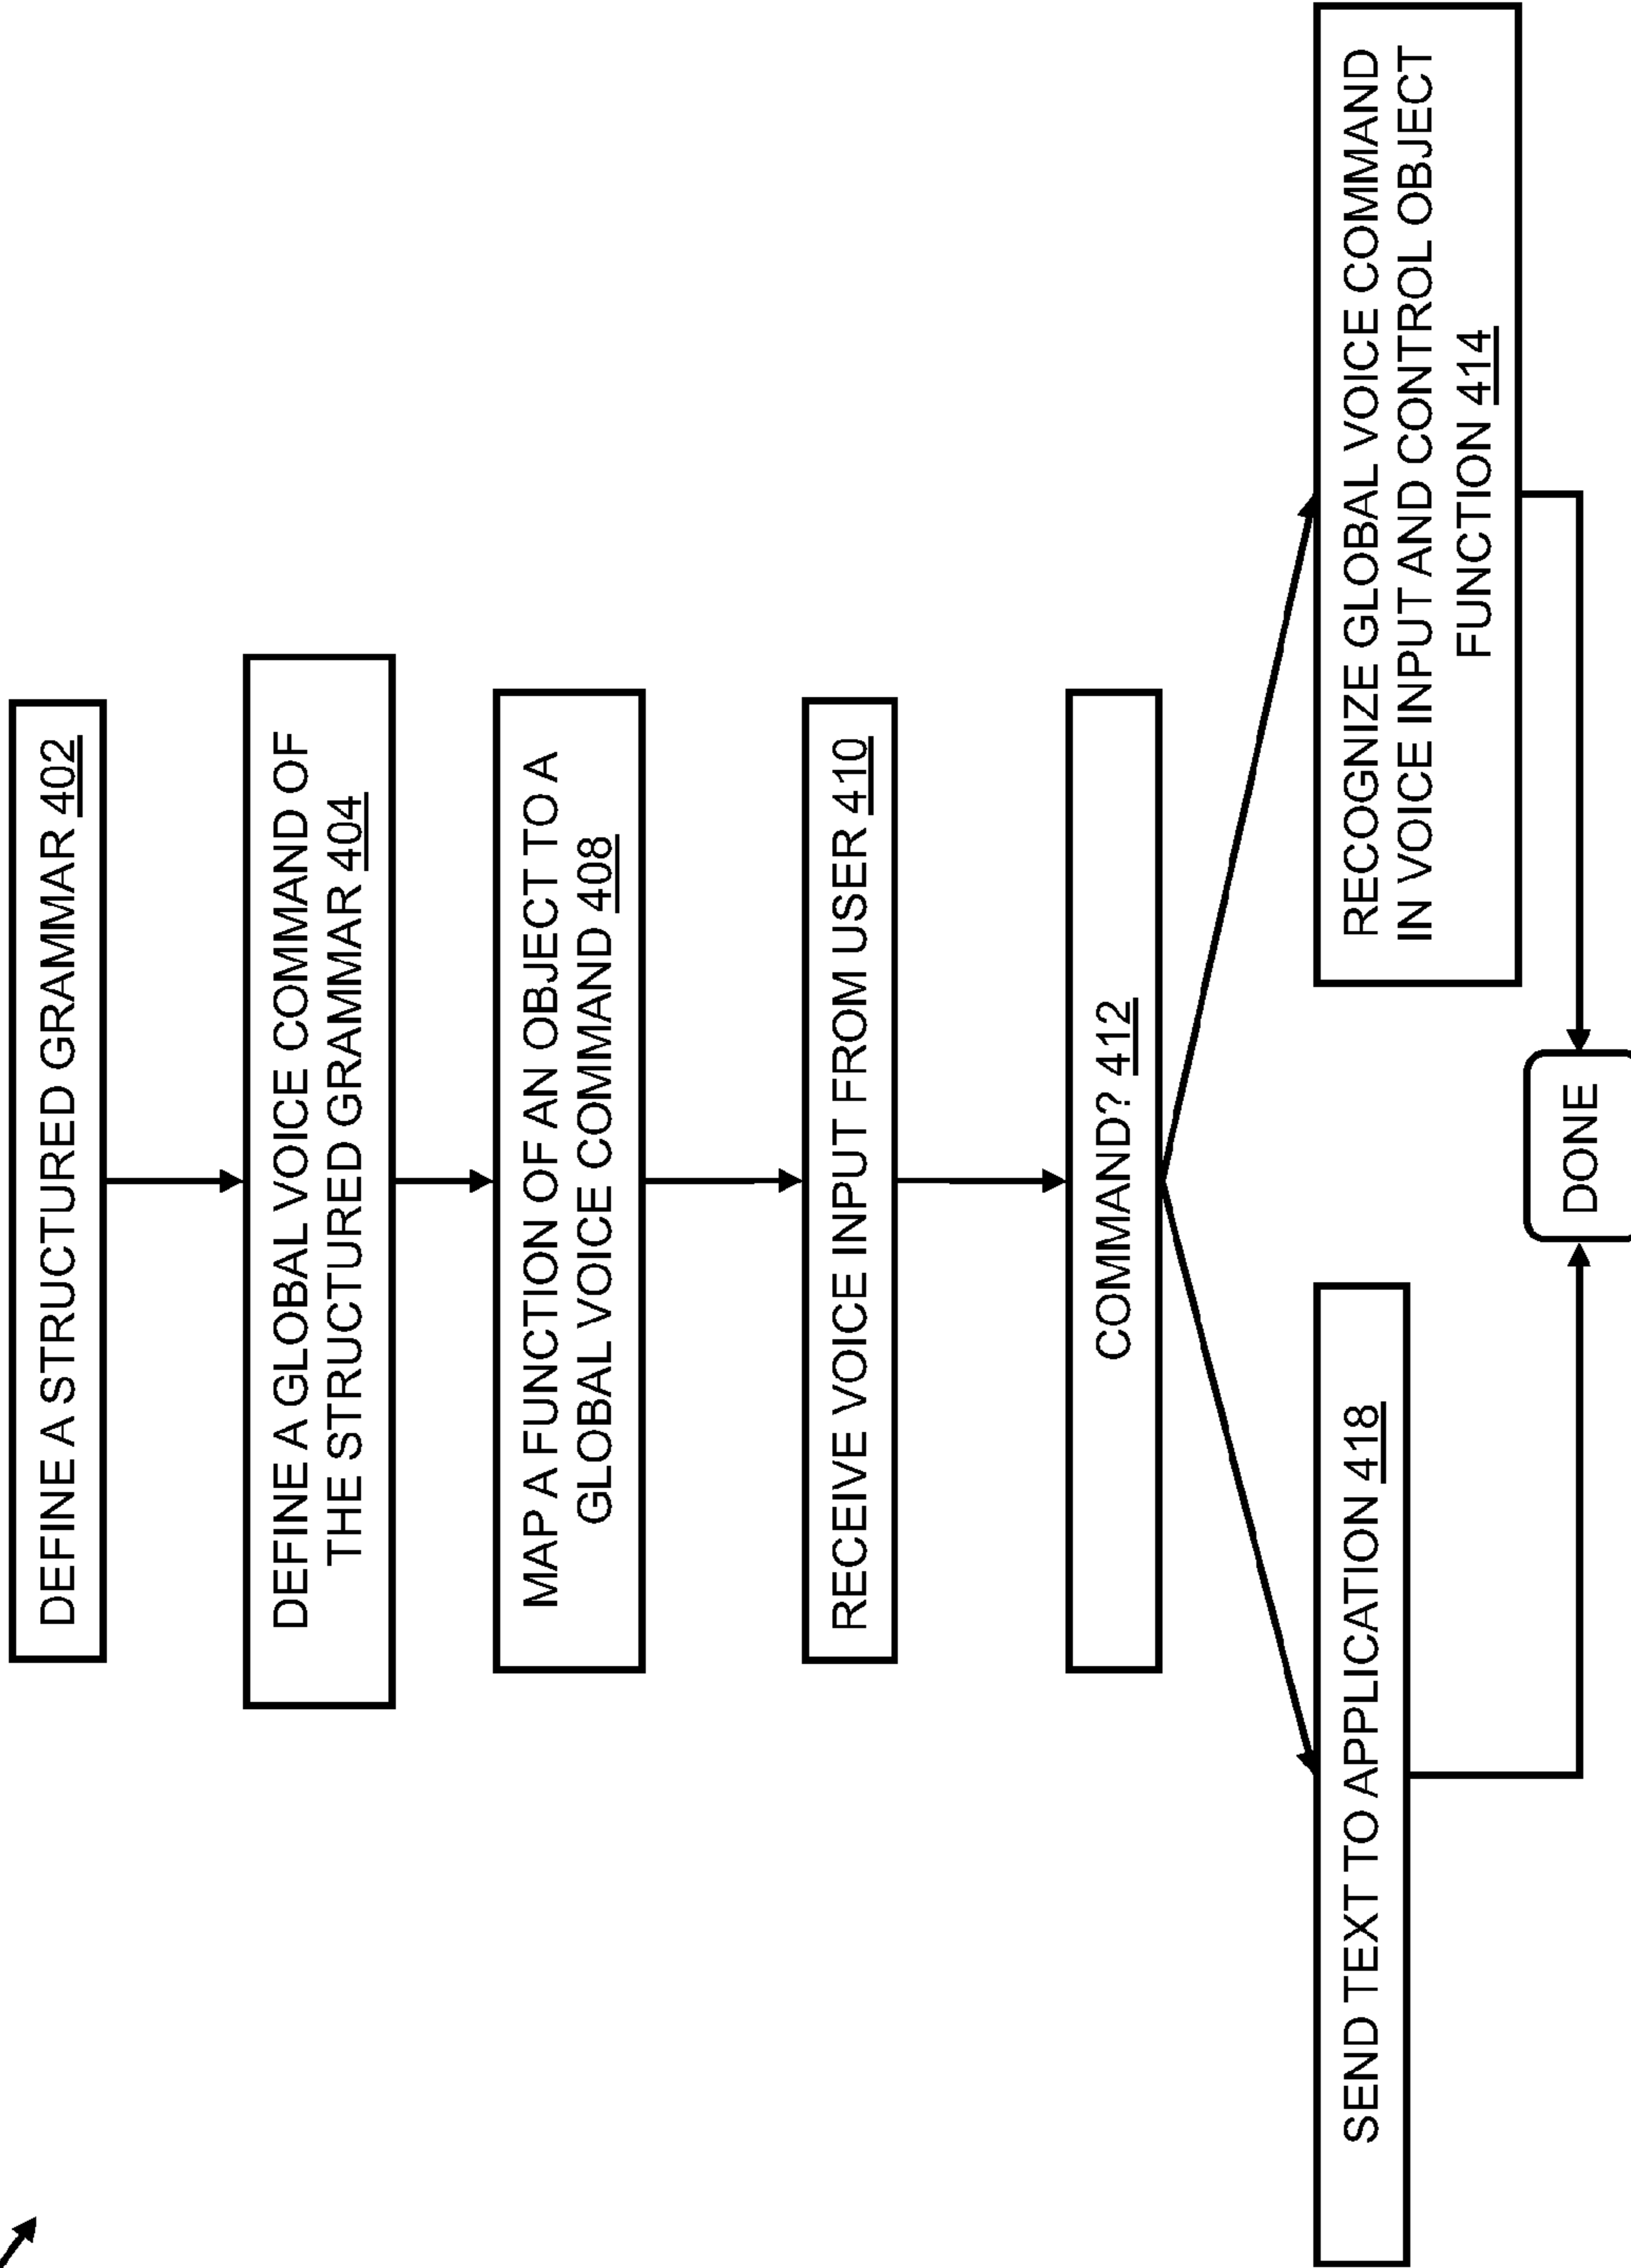 DEFINE A STRUCTURED GRAMMAR 402
DEFINE A GLOBAL VOICE COMMAND OF
THE STRUCTURED GRAMMAR 404
MAP A FUNCTION OF AN OBJECT TO A
GLOBAL VOICE COMMAND 408
RECEIVE VOICE INPUT FROM USER 410
COMMAND? 412
SEND TEXT TO APPLICATION 418
RECOGNIZE GLOBAL VOICE COMMAND
IN VOICE INPUT AND CONTROL OBJECT
FUNCTION 414
DONE